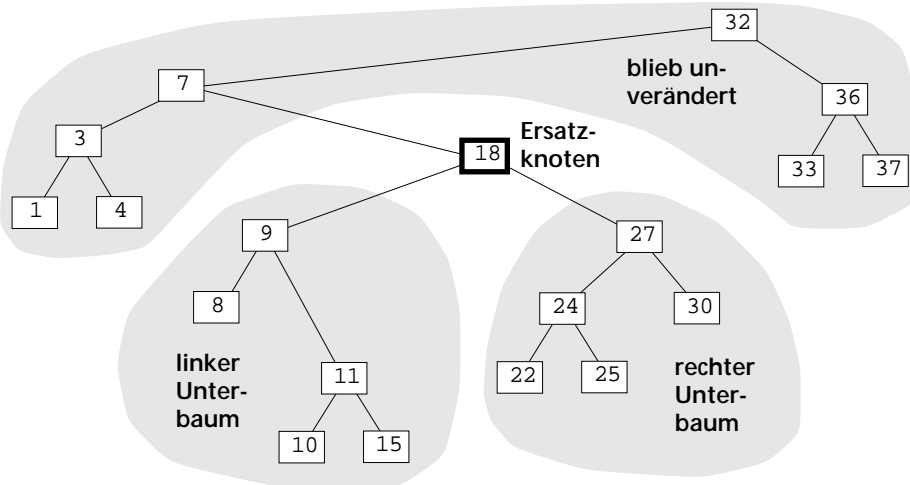 32
blieb un-
verändert
7
36
Ersatz-
knoten
3
18
33
37
1
4
9
27
8
24
30
linker
Unter-
baum
11
22
25
rechter
Unter-
baum
10
15